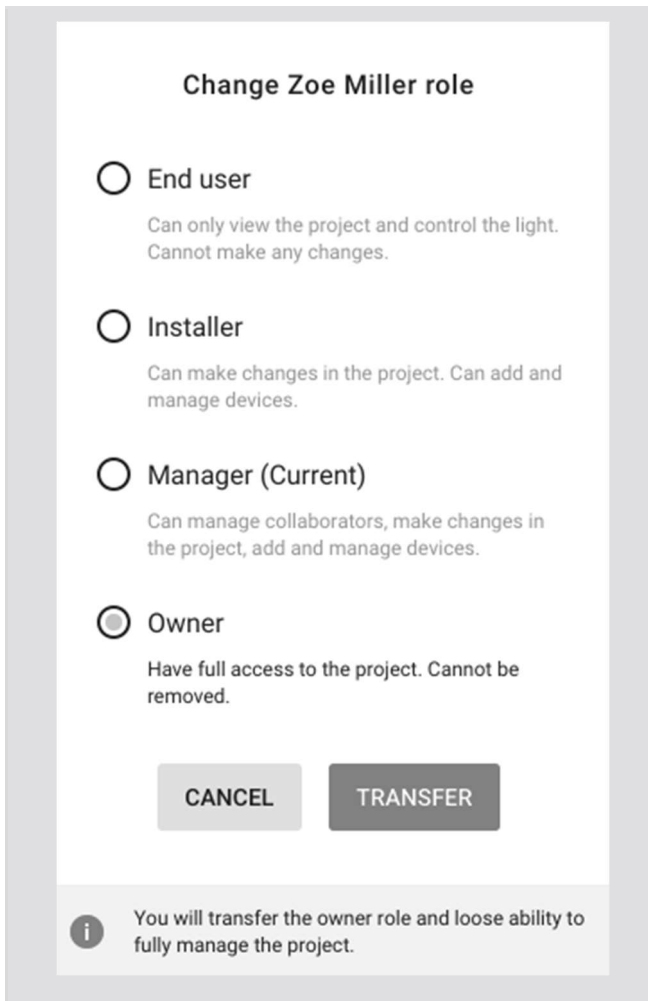 Change Zoe Miller role
End user
Can only view the project and control the light.
Cannot make any changes.
Installer
Can make changes in the project. Can add and
manage devices.
Manager (Current)
Can manage collaborators, make changes in
the project, add and manage devices.
Owner
Have full access to the project. Cannot be
removed.
CANCEL TRANSFER
i
You will transfer the owner role and loose ability to
fully manage the project.